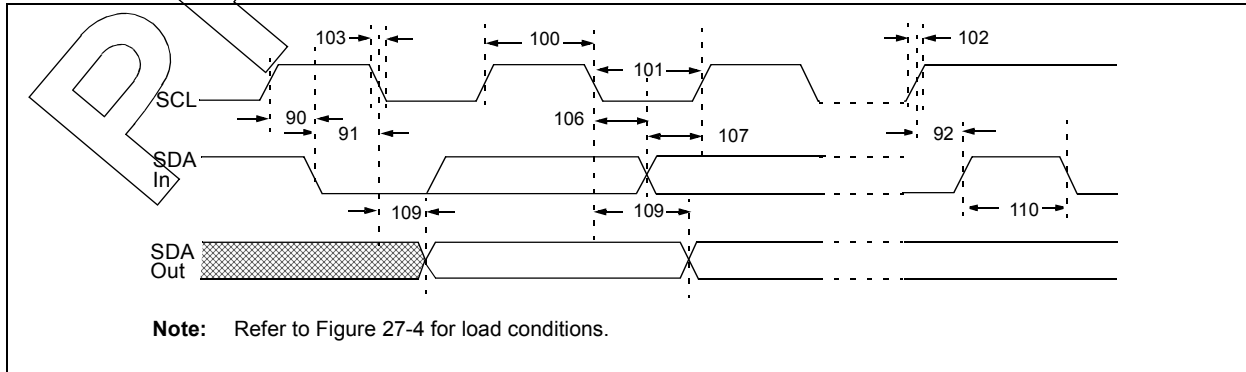 103
100
102
101
SCL
90
91
106
107
92
SDA
In
109
109
110
SDA
Out
Note: Refer to Figure 27-4 for load conditions.